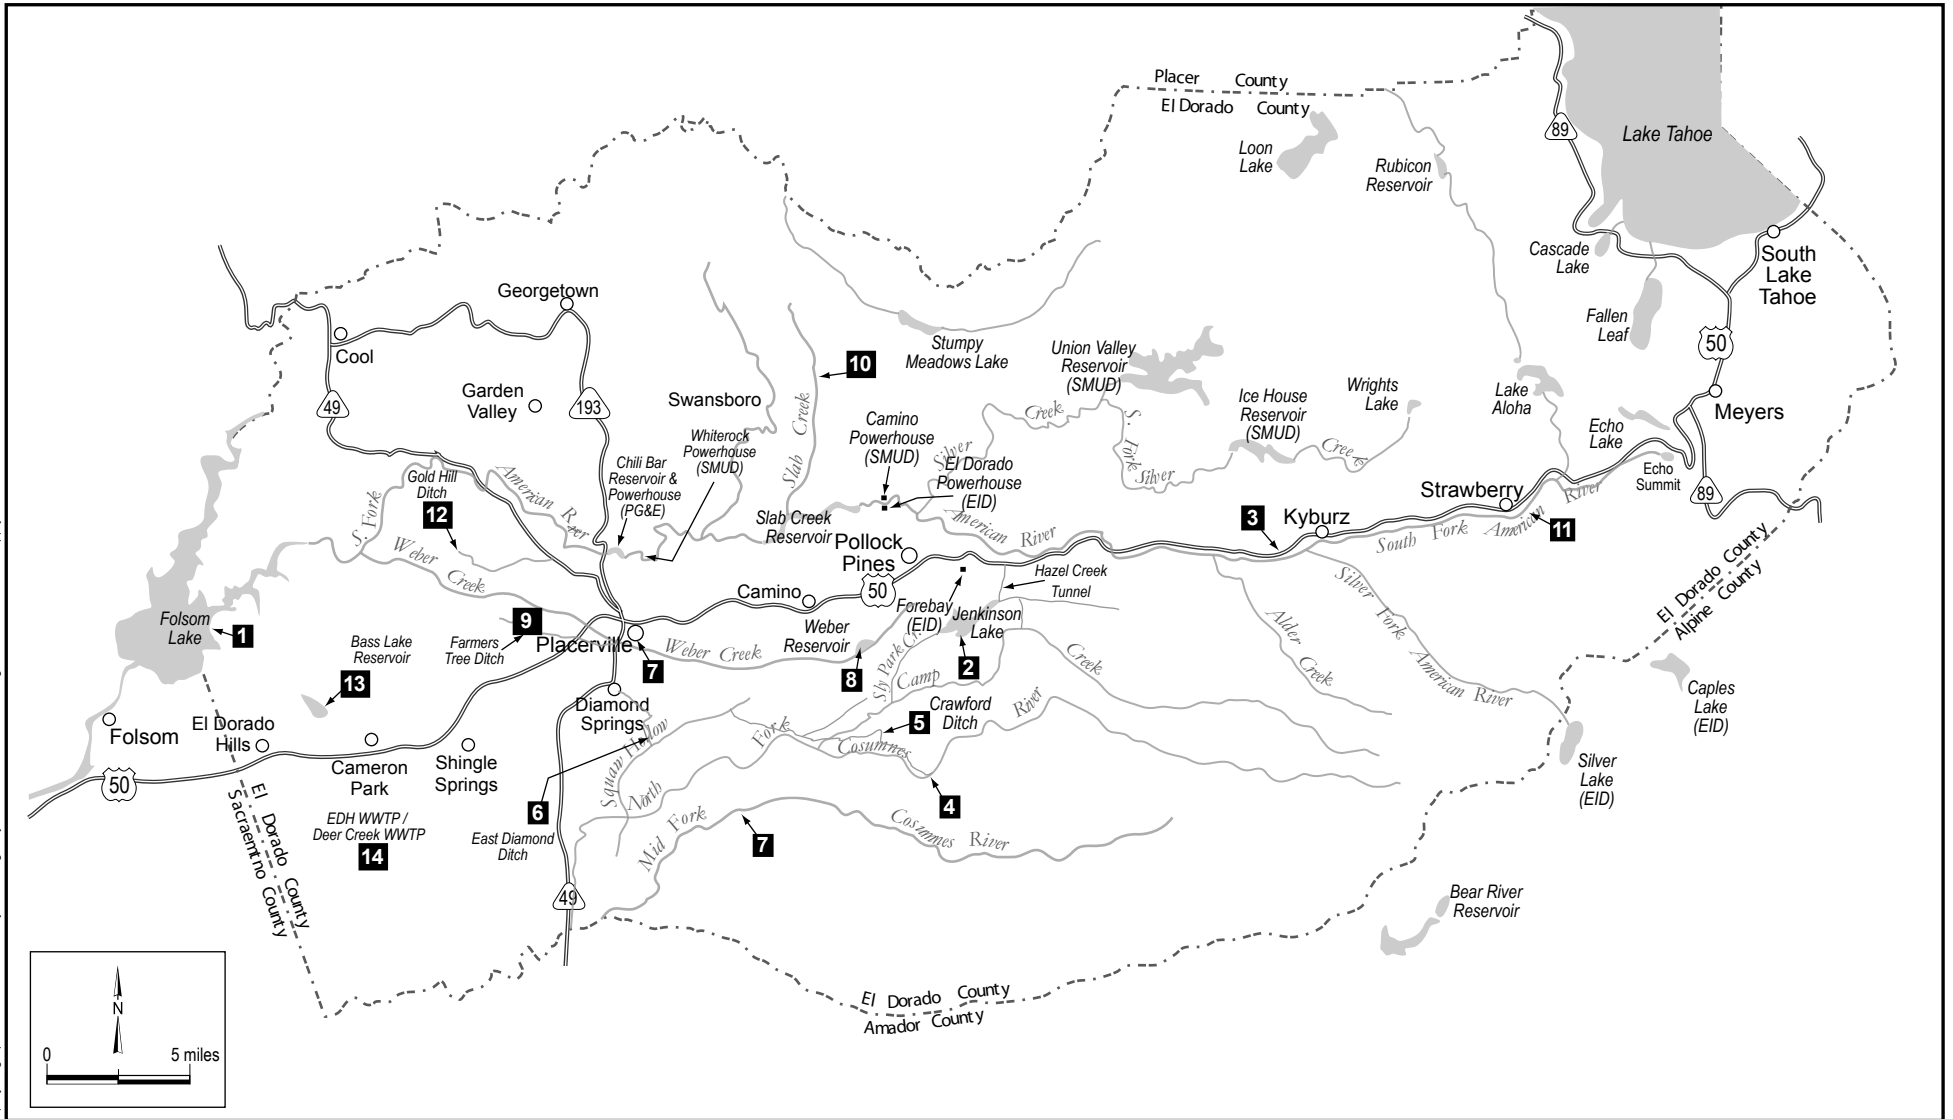 Placer County
El Dorado County
Lake Tahoe
89
Loon
Lake
Rubicon
Reservoir
Cascade
Lake
South
Lake
Tahoe
Fallen
Leaf
50
Meyers
Georgetown
Cool
49
Garden
Valley
193
Swansboro
Stumpy
Meadows Lake
10
Slab Creek
Union Valley
Reservoir
(SMUD)
Ice House
Reservoir
(SMUD)
Wrights
Lake
Lake
Aloha
Echo
Lake
Echo
Summit
89
Whiterock
Powerhouse
(SMUD)
Chili Bar
Reservoir &
Powerhouse
(PG&E)
Camino
Powerhouse
(SMUD)
El Dorado
Powerhouse
(EID)
Silver Creek
S. Fork
Silver Creek
Gold Hill
Ditch
12
American River
S. Fork
Weber Creek
Slab Creek
Reservoir
American River
Pollock
Pines
50
Camino
3
Kyburz
Strawberry
South Fork American River
11
Hazel Creek
Tunnel
Forebay
(EID)
Jenkinson
Lake
2
Folsom
Lake
1
Bass Lake
Reservoir
13
Farmers
Tree Ditch
9
Placerville
7
Weber Creek
Weber
Reservoir
8
Sly Park Cr.
Camp Creek
Alder Creek
Silver Fork American River
El Dorado County
Alpine County
Caples
Lake
(EID)
Silver
Lake
(EID)
Crawford
Ditch
5
Diamond
Springs
Squaw Hollow
North Fork Cosumnes River
4
Folsom
El Dorado
Hills
50
Cameron
Park
Shingle
Springs
EDH WWTP /
Deer Creek WWTP
14
6
East Diamond
Ditch
Mid Fork Cosumnes River
7
49
El Dorado County
Sacraemtno County
Bear River
Reservoir
El Dorado County
Amador County
N
0 5 miles